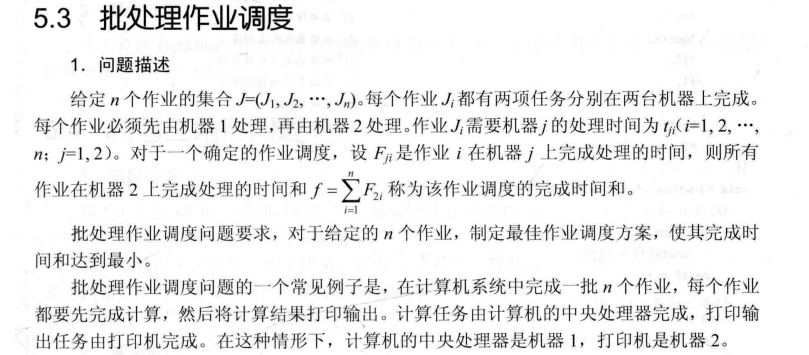 5.3 批处理作业调度
1．问题描述
给定 n 个作业的集合 J=(J₁, J₂, …, Jₙ)。每个作业 Jᵢ都有两项任务分别在两台机器上完成。
每个作业必须先由机器 1 处理，再由机器 2 处理。作业 Jᵢ需要机器 j 的处理时间为 tⱼᵢ（i=1, 2, …,
n；j=1, 2）。对于一个确定的作业调度，设 Fⱼᵢ是作业 i 在机器 j 上完成处理的时间，则所有
作业在机器 2 上完成处理的时间和 f = ∑ⁿᵢ₌₁ F₂ᵢ 称为该作业调度的完成时间和。
批处理作业调度问题要求，对于给定的 n 个作业，制定最佳作业调度方案，使其完成时
间和达到最小。
批处理作业调度问题的一个常见例子是，在计算机系统中完成一批 n 个作业，每个作业
都要先完成计算，然后将计算结果打印输出。计算任务由计算机的中央处理器完成，打印输
出任务由打印机完成。在这种情形下，计算机的中央处理器是机器 1，打印机是机器 2。